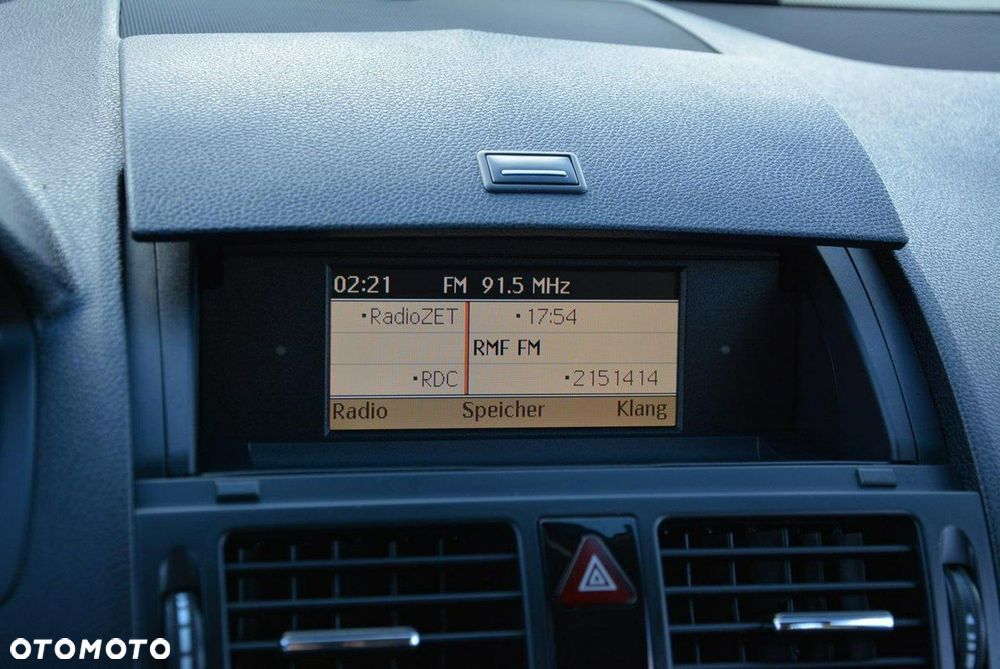 02:21 FM 91.5 MHz
•RadioZET •17:54
RMF FM
•RDC •2151414
Radio Speicher Klang
OTOMOTO